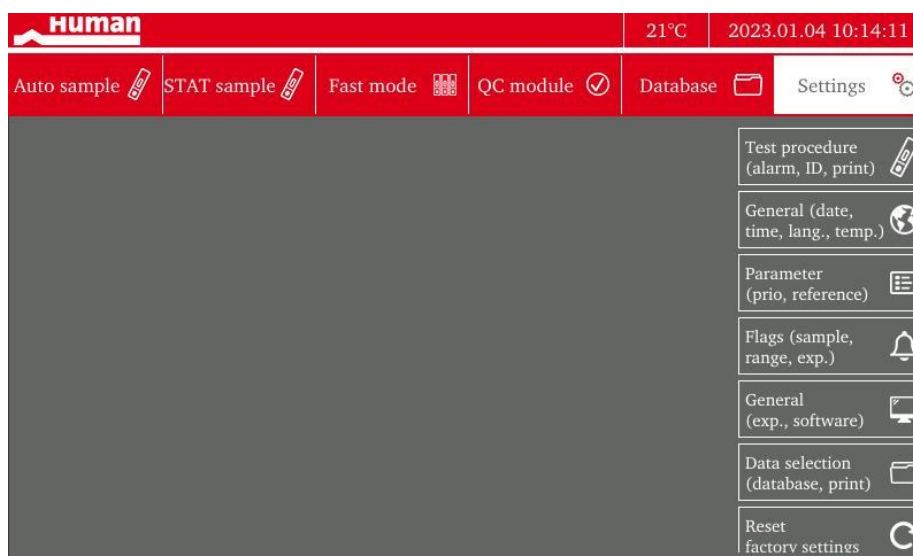 Human
21°C
2023.01.04 10:14:11
Auto sample
STAT sample
Fast mode
QC module
Database
Settings
Test procedure
(alarm, ID, print)
General (date,
time, lang., temp.)
Parameter
(prio, reference)
Flags (sample,
range, exp.)
General
(exp., software)
Data selection
(database, print)
Reset
factory settings